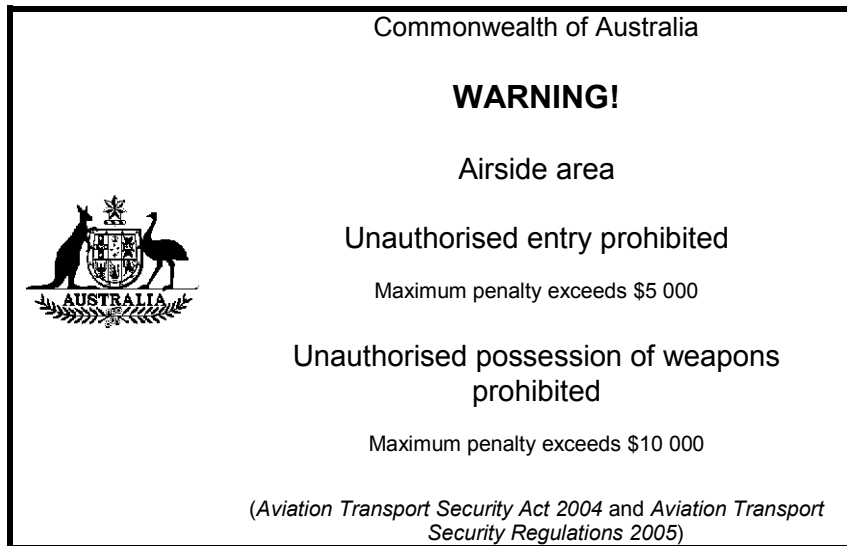 Commonwealth of Australia
WARNING!
Airside area
Unauthorised entry prohibited
Maximum penalty exceeds $5 000
AUSTRALIA
Unauthorised possession of weapons
prohibited
Maximum penalty exceeds $10 000
(Aviation Transport Security Act 2004 and Aviation Transport
Security Regulations 2005)